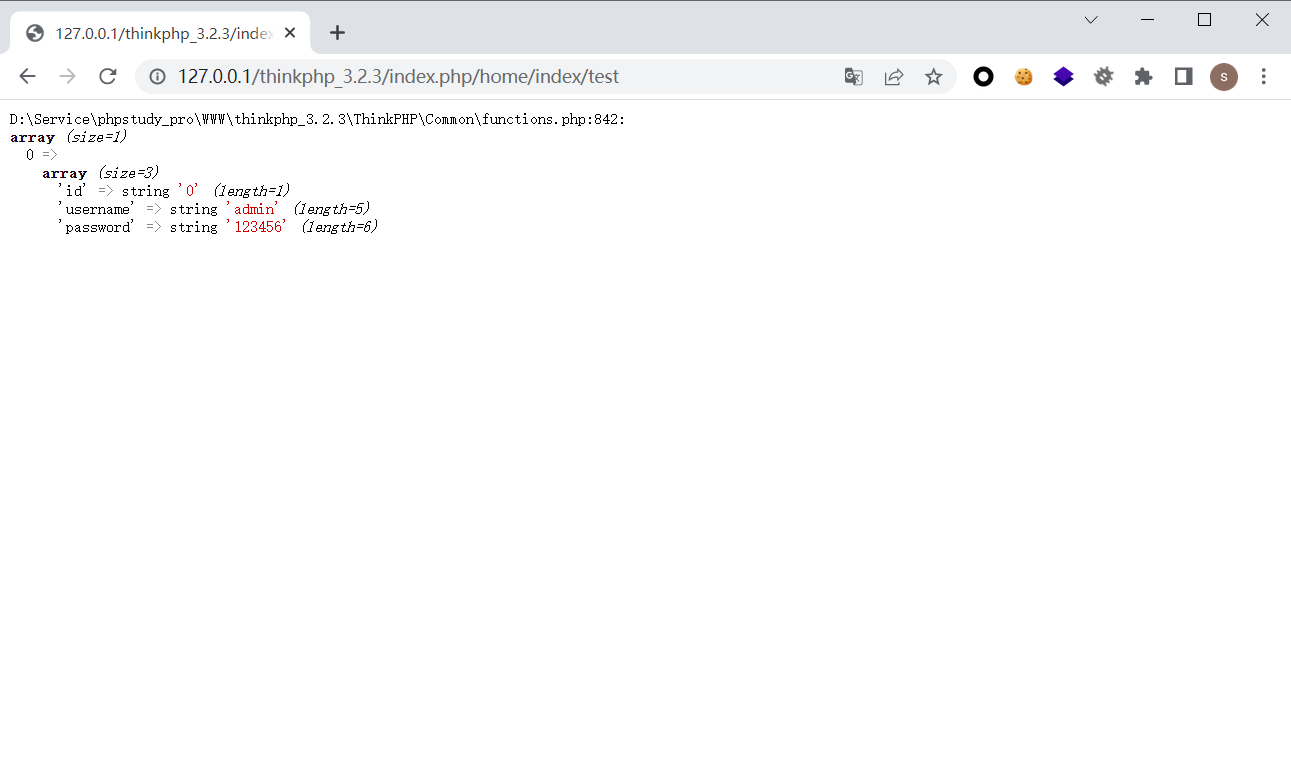 127.0.0.1/thinkphp_3.2.3/index
127.0.0.1/thinkphp_3.2.3/index.php/home/index/test
S
D:\Service\phpstudy_pro\WWW\thinkphp_3.2.3\ThinkPHP\Common\functions.php:842:
array (size=1)
  0 =>
    array (size=3)
      'id' => string '0' (length=1)
      'username' => string 'admin' (length=5)
      'password' => string '123456' (length=6)